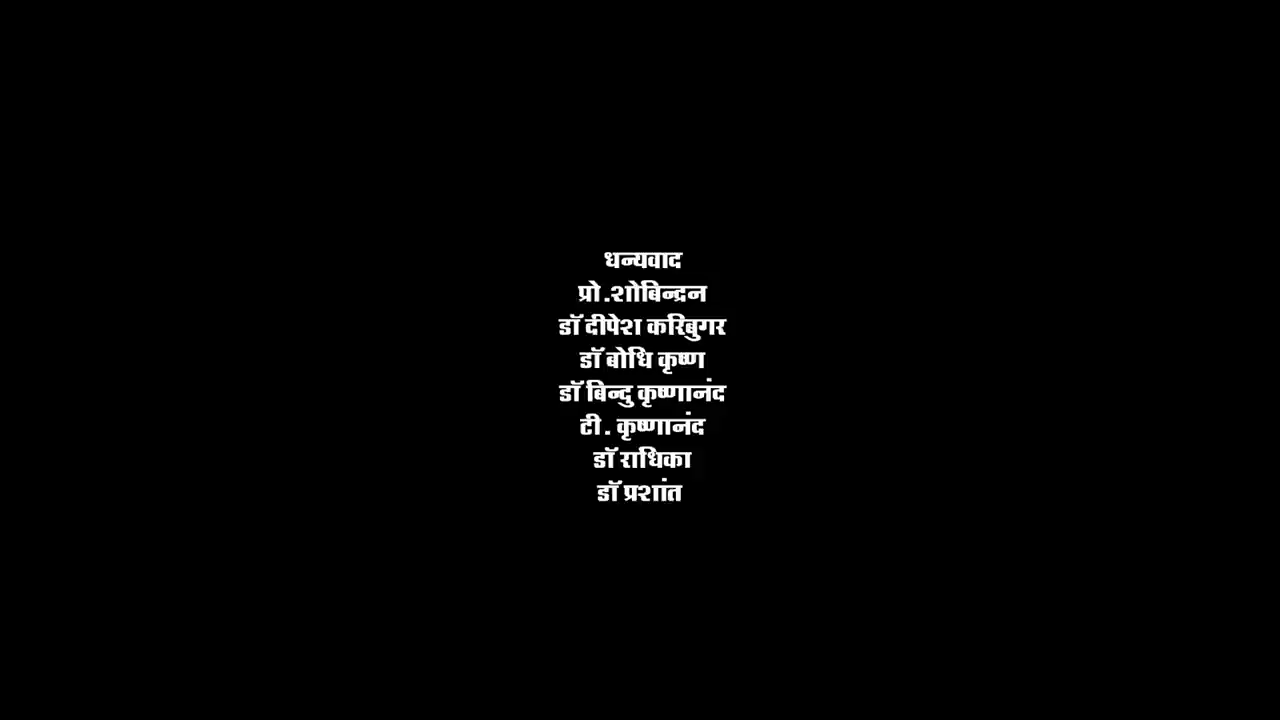 धन्यवाद
प्रो.शोबिन्द्रन
डॉ दीपेश करिबुगर
डॉ बोधि कृष्ण
डॉ बिन्दु कृष्णानंद
टी. कृष्णानंद
डॉ राधिका
डॉ प्रशांत